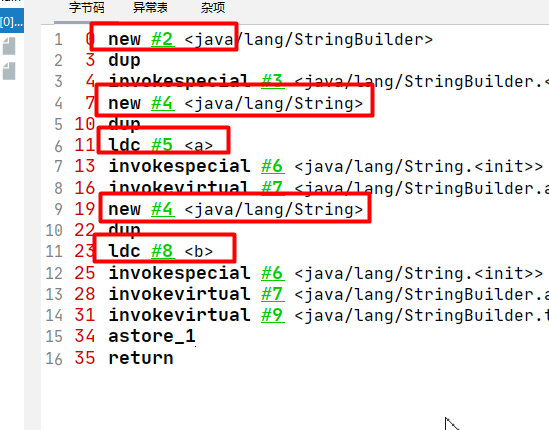 字节码 异常表 杂项
[0]...
1 0 new #2 <java/lang/StringBuilder>
2 3 dup
3 4 invokespecial #3 <java/lang/StringBuilder.<
4 7 new #4 <java/lang/String>
5 10 dup
6 11 ldc #5 <a>
7 13 invokespecial #6 <java/lang/String.<init>>
8 16 invokevirtual #7 <java/lang/StringBuilder.a
9 19 new #4 <java/lang/String>
10 22 dup
11 23 ldc #8 <b>
12 25 invokespecial #6 <java/lang/String.<init>>
13 28 invokevirtual #7 <java/lang/StringBuilder.a
14 31 invokevirtual #9 <java/lang/StringBuilder.t
15 34 astore_1
16 35 return